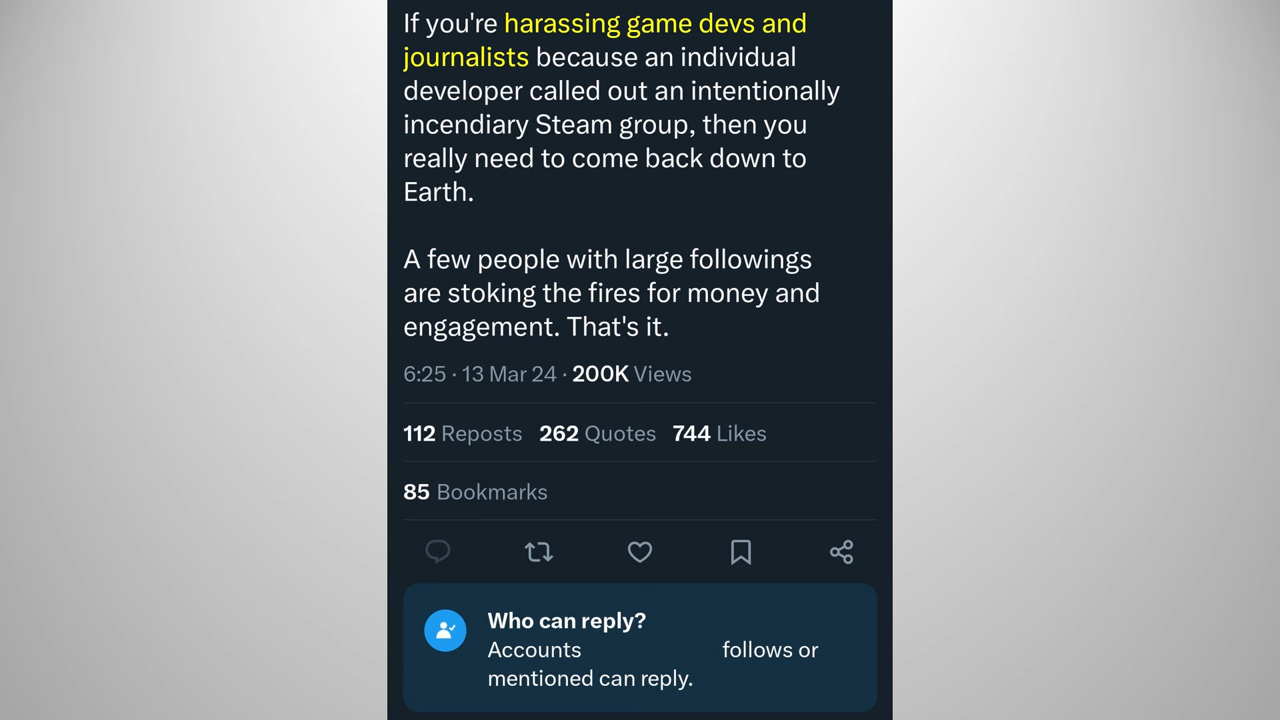 If you're harassing game devs and
journalists because an individual
developer called out an intentionally
incendiary Steam group, then you
really need to come back down to
Earth.
A few people with large followings
are stoking the fires for money and
engagement. That's it.
6:25 · 13 Mar 24 · 200K Views
112 Reposts 262 Quotes 744 Likes
85 Bookmarks
Who can reply?
Accounts follows or
mentioned can reply.